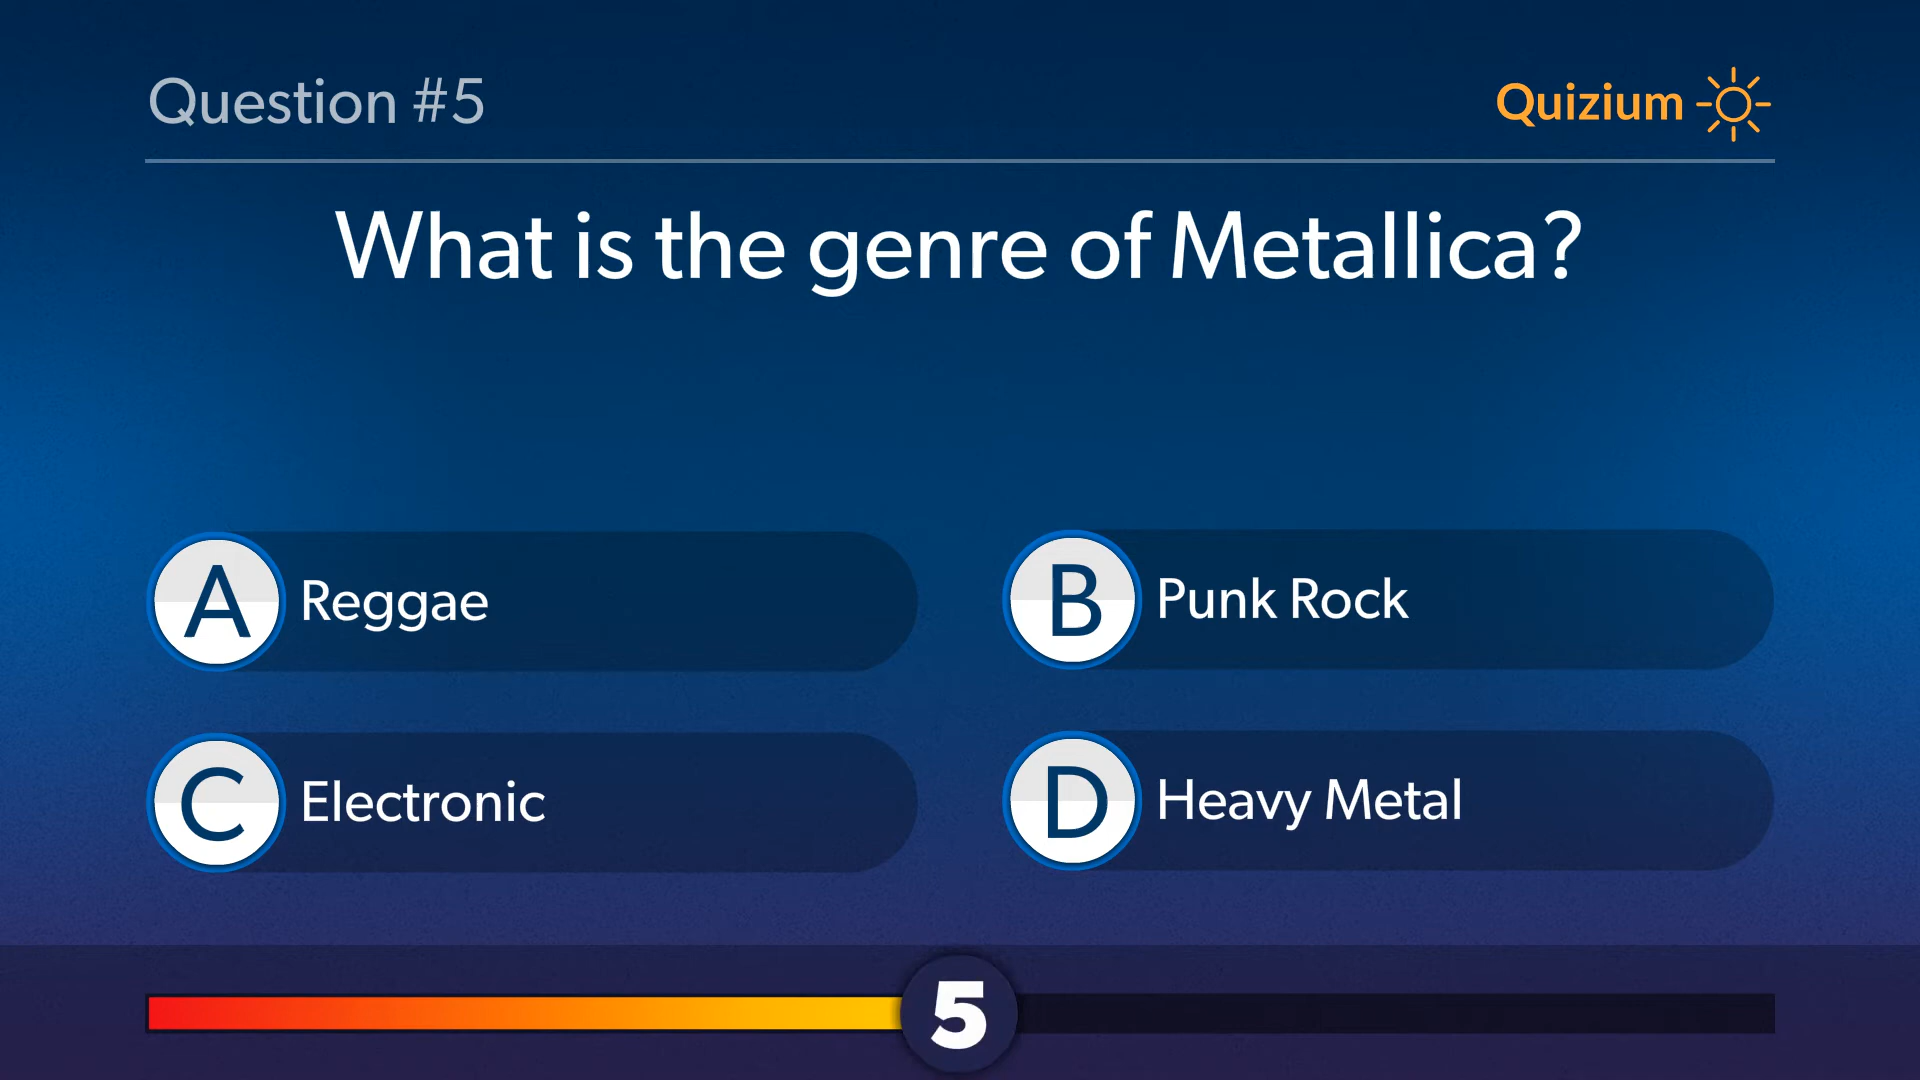 Question #5
Quizium
What is the genre of Metallica?
A Reggae
B Punk Rock
C Electronic
D Heavy Metal
5